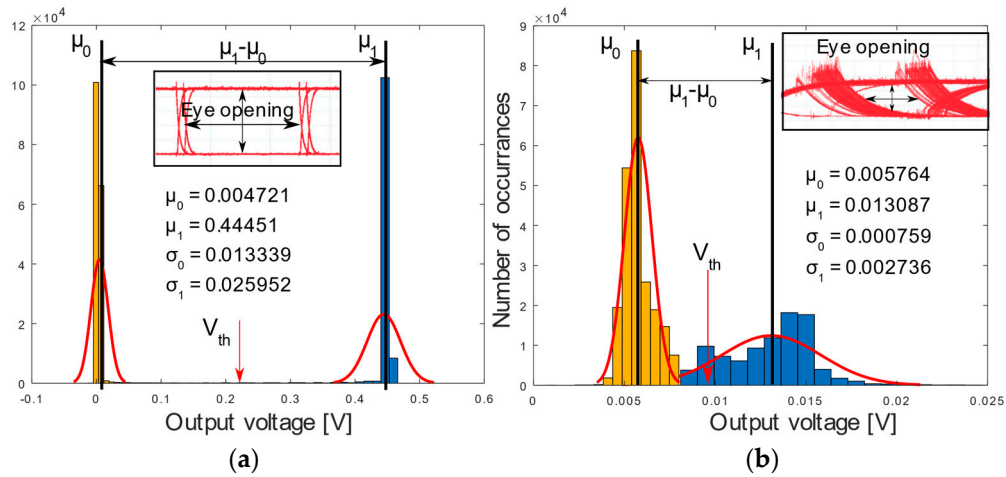 ×10⁴
12
10
8
6
4
2
0
-0.1 0 0.1 0.2 0.3 0.4 0.5 0.6
Output voltage [V]
μ₀
μ₁
μ₁-μ₀
Eye opening
μ₀ = 0.004721
μ₁ = 0.44451
σ₀ = 0.013339
σ₁ = 0.025952
Vₜₕ
(a)
×10⁴
9
8
7
6
5
4
3
2
1
0
Number of occurrances
0 0.005 0.01 0.015 0.02 0.025
Output voltage [V]
μ₀
μ₁
μ₁-μ₀
Eye opening
μ₀ = 0.005764
μ₁ = 0.013087
σ₀ = 0.000759
σ₁ = 0.002736
Vₜₕ
(b)